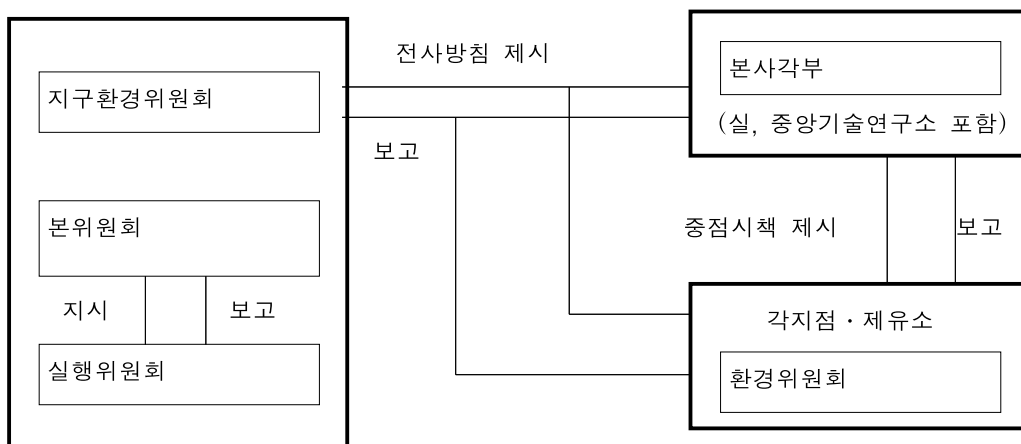 전사방침 제시
본사각부
지구환경위원회
(실, 중앙기술연구소 포함)
보고
본위원회
중점시책 제시
보고
지시
보고
각지점·제유소
실행위원회
환경위원회